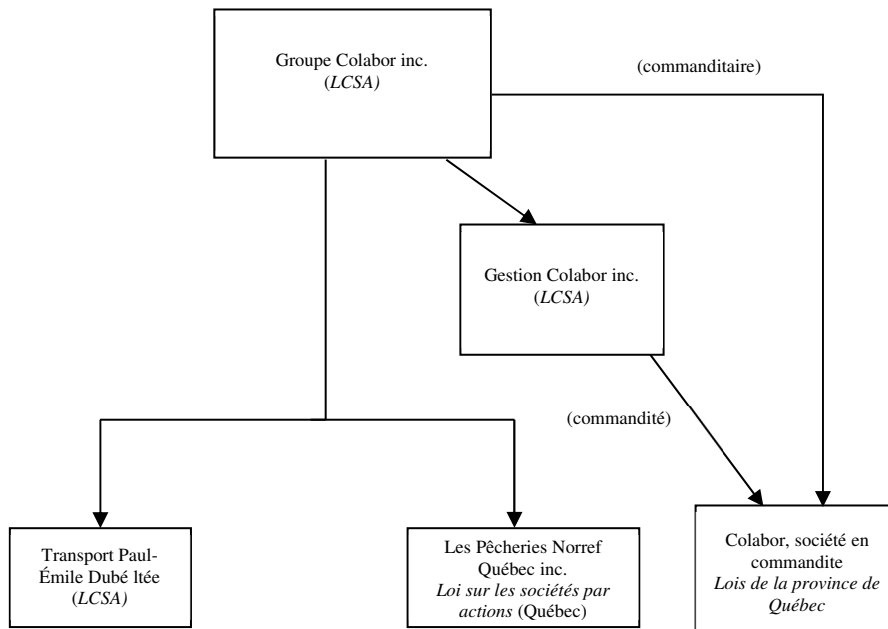 Groupe Colabor inc.
(LCSA)
(commanditaire)
Gestion Colabor inc.
(LCSA)
(commandité)
Transport Paul-
Émile Dubé ltée
(LCSA)
Les Pêcheries Norref
Québec inc.
Loi sur les sociétés par
actions (Québec)
Colabor, société en
commandite
Lois de la province de
Québec